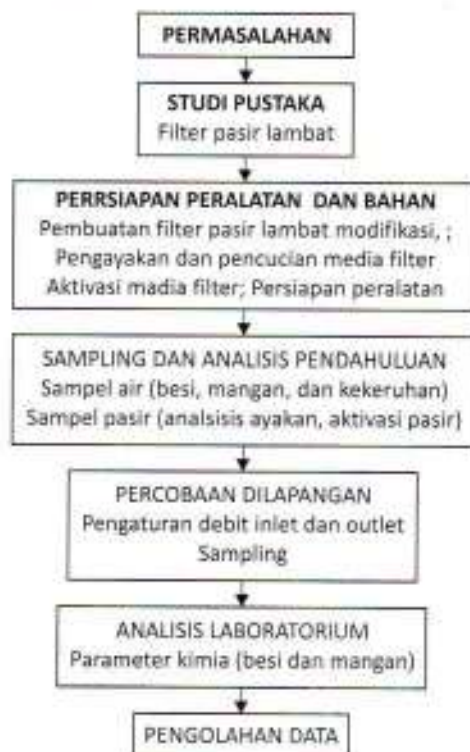 PERMASALAHAN
STUDI PUSTAKA
Filter pasir lambat
PERRSIAPAN PERALATAN DAN BAHAN
Pembuatan filter pasir lambat modifikasi, ;
Pengayakan dan pencucian media filter
Aktivasi madia filter; Persiapan peralatan
SAMPLING DAN ANALISIS PENDAHULUAN
Sampel air (besi, mangan, dan kekeruhan)
Sampel pasir (analsisis ayakan, aktivasi pasir)
PERCOBAAN DILAPANGAN
Pengaturan debit inlet dan outlet
Sampling
ANALISIS LABORATORIUM
Parameter kimia (besi dan mangan)
PENGOLAHAN DATA